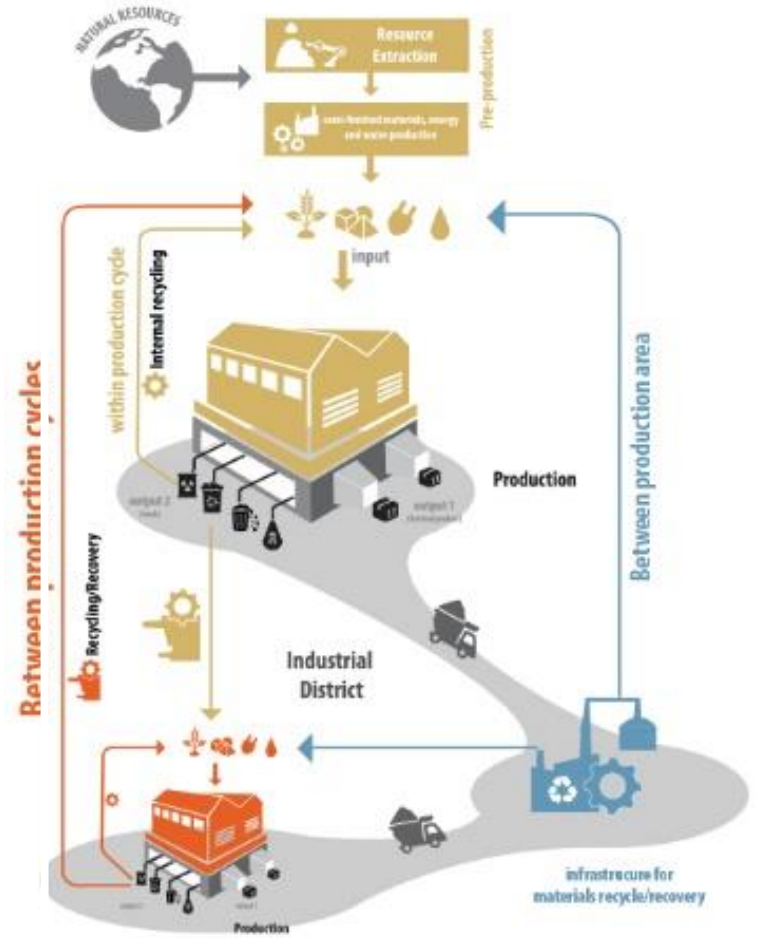 NATURAL RESOURCES
Resource
Extraction
Pre-production
semi-finished materials, energy
and water production
input
within production cycle
Internal recycling
Between production cycles
Recycling/Recovery
Between production area
Production
output 2
output 1
Industrial
District
infrastrucure for
materials recycle/recovery
Production